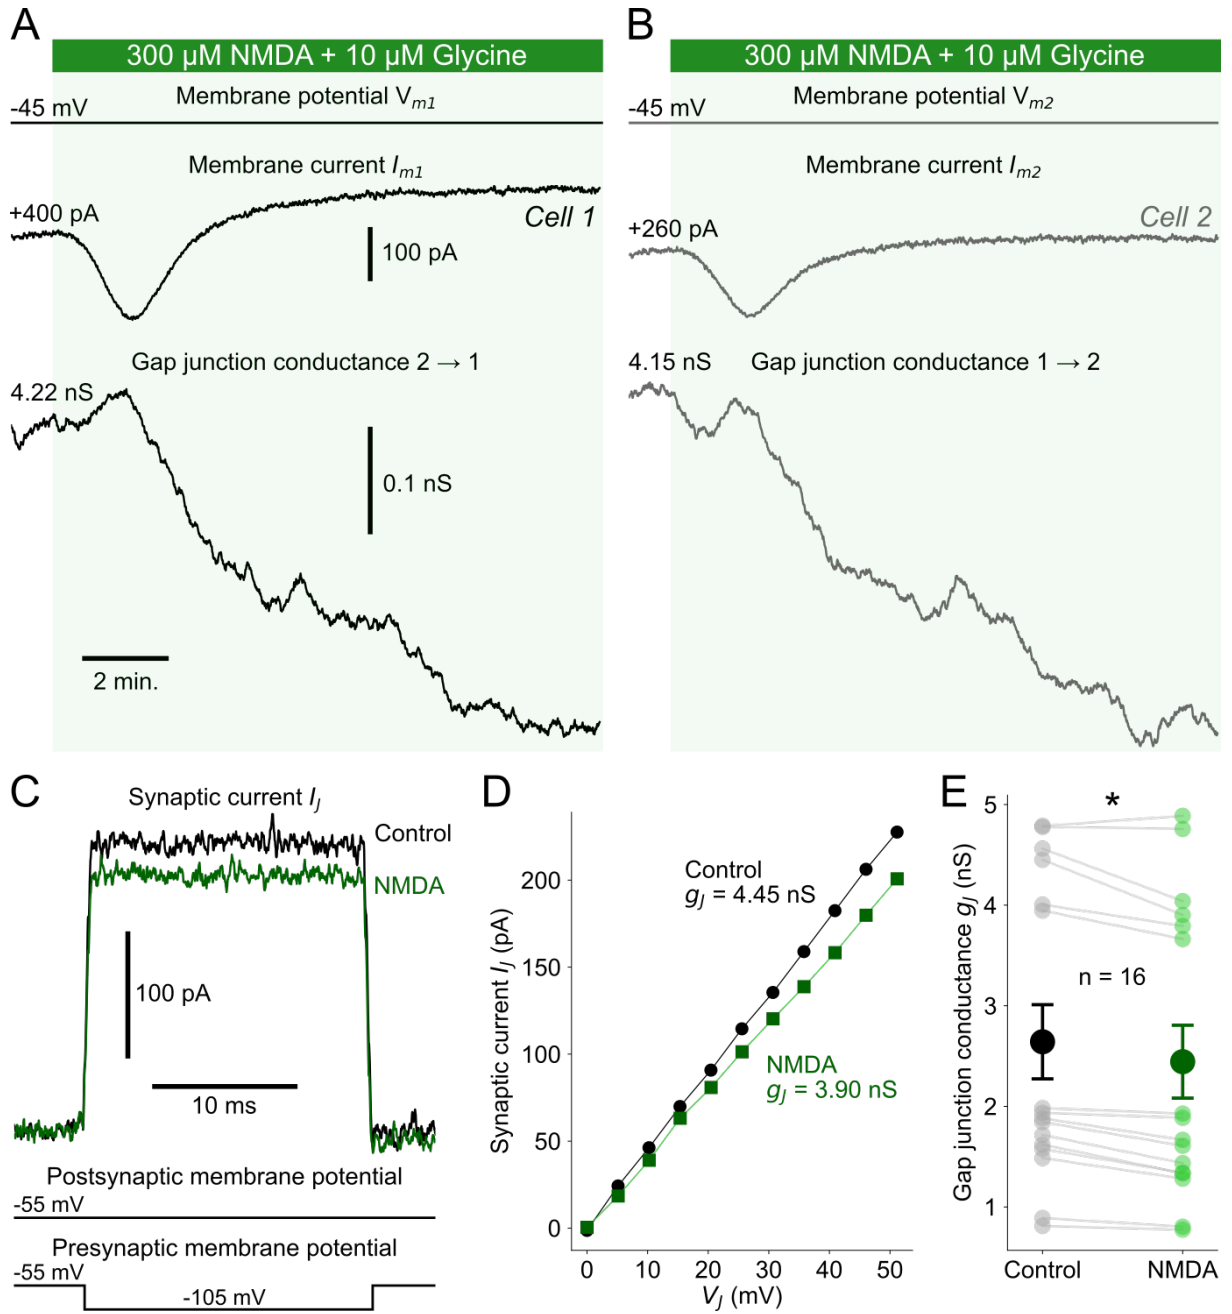 A
300 µM NMDA + 10 µM Glycine
Membrane potential Vm1
-45 mV
Membrane current Im1
+400 pA
Cell 1
100 pA
Gap junction conductance 2 → 1
4.22 nS
0.1 nS
2 min.
B
300 µM NMDA + 10 µM Glycine
Membrane potential Vm2
-45 mV
Membrane current Im2
+260 pA
Cell 2
Gap junction conductance 1 → 2
4.15 nS
C
Synaptic current IJ
Control
NMDA
100 pA
10 ms
Postsynaptic membrane potential
-55 mV
Presynaptic membrane potential
-55 mV
-105 mV
D
Synaptic current IJ (pA)
200
150
100
50
0
Control
gJ = 4.45 nS
NMDA
gJ = 3.90 nS
0 10 20 30 40 50
VJ (mV)
E
Gap junction conductance gJ (nS)
5
4
3
2
1
*
n = 16
Control NMDA